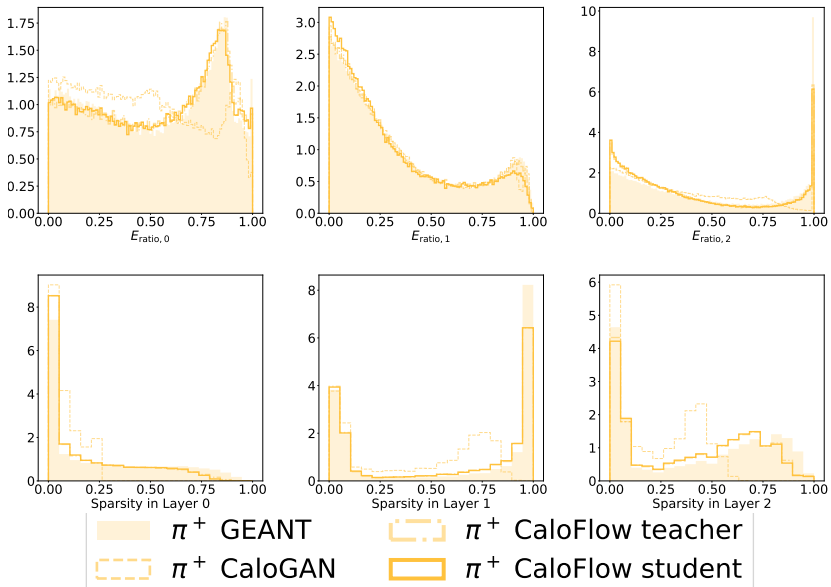 1.75
1.50
1.25
1.00
0.75
0.50
0.25
0.00
0.00 0.25 0.50 0.75 1.00
E_ratio,0
3.0
2.5
2.0
1.5
1.0
0.5
0.0
0.00 0.25 0.50 0.75 1.00
E_ratio,1
10
8
6
4
2
0
0.00 0.25 0.50 0.75 1.00
E_ratio,2
8
6
4
2
0
0.00 0.25 0.50 0.75 1.00
Sparsity in Layer 0
8
6
4
2
0
0.00 0.25 0.50 0.75 1.00
Sparsity in Layer 1
6
5
4
3
2
1
0
0.00 0.25 0.50 0.75 1.00
Sparsity in Layer 2
π⁺ GEANT
π⁺ CaloGAN
π⁺ CaloFlow teacher
π⁺ CaloFlow student